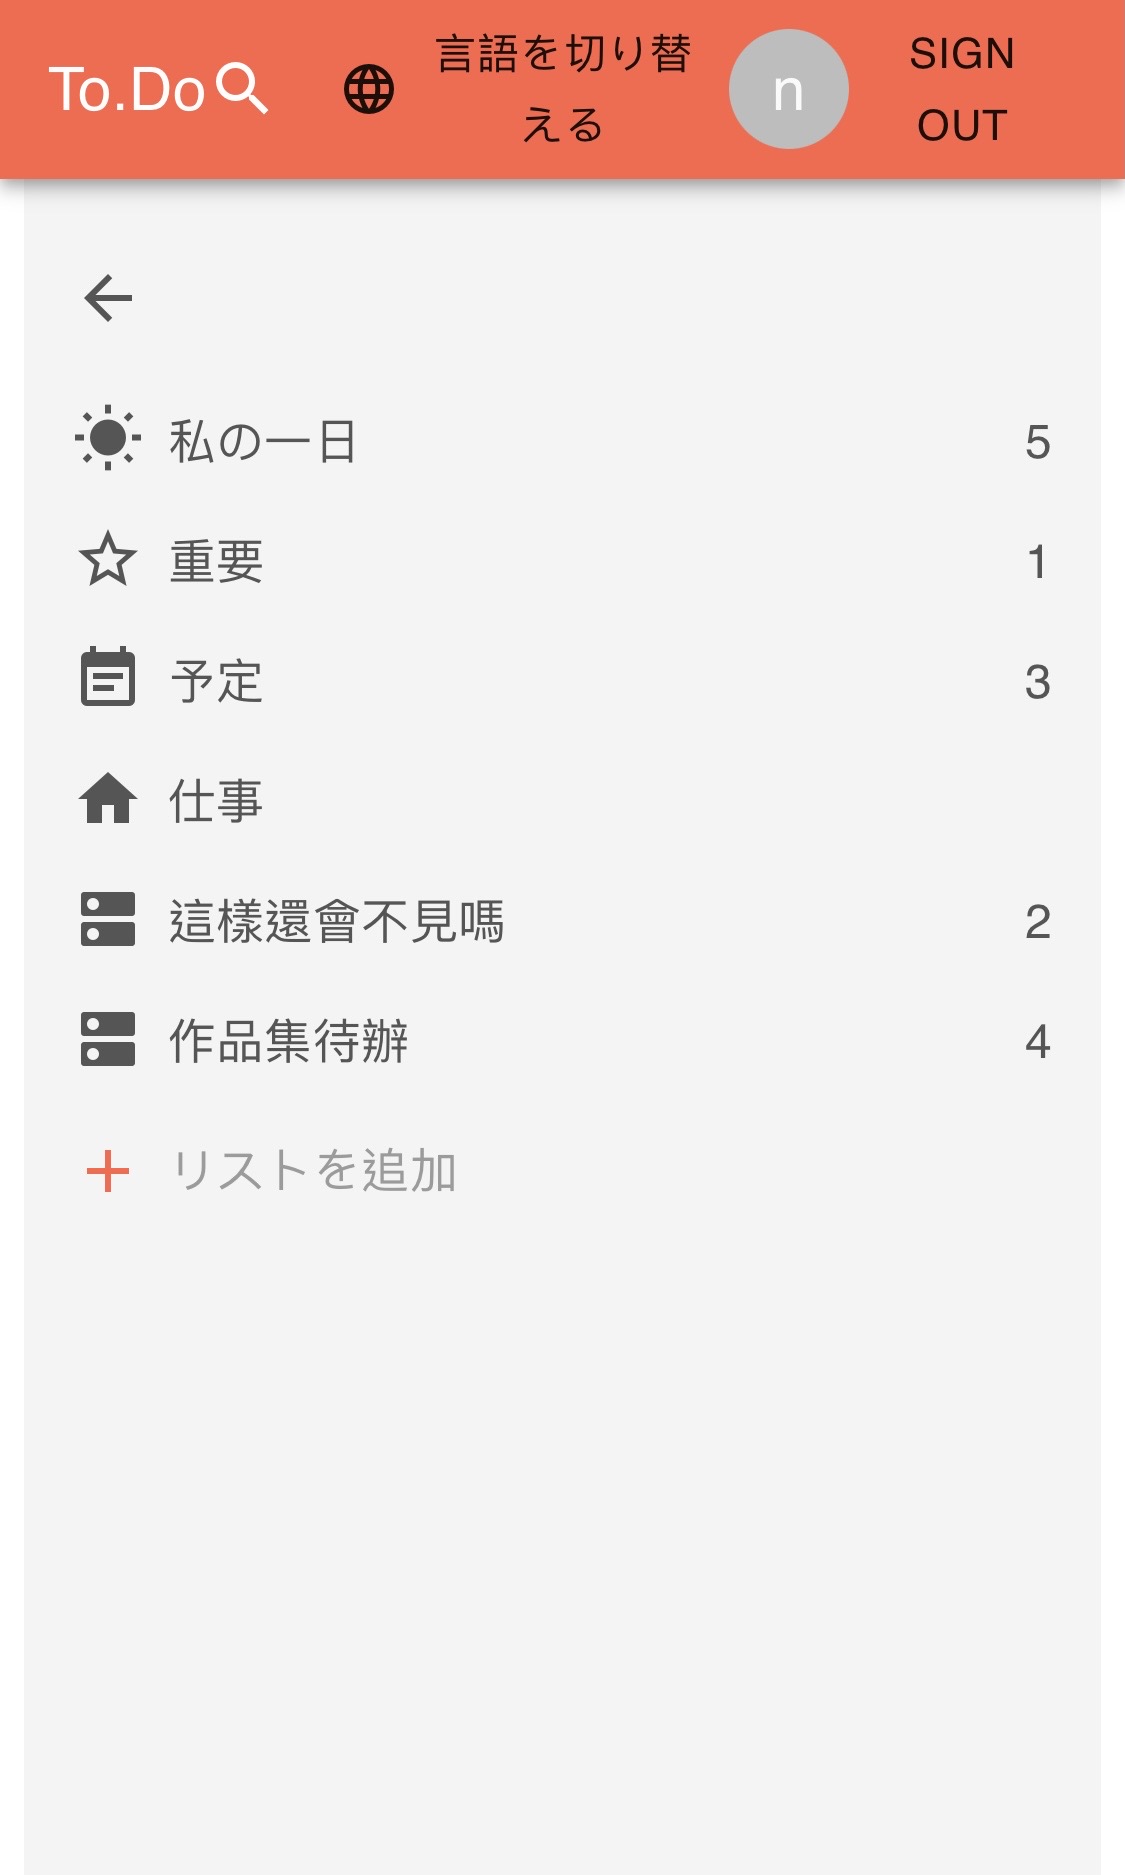 To.Do
言語を切り替
える
n
SIGN
OUT
私の一日 5
重要 1
予定 3
仕事
這樣還會不見嗎 2
作品集待辦 4
リストを追加